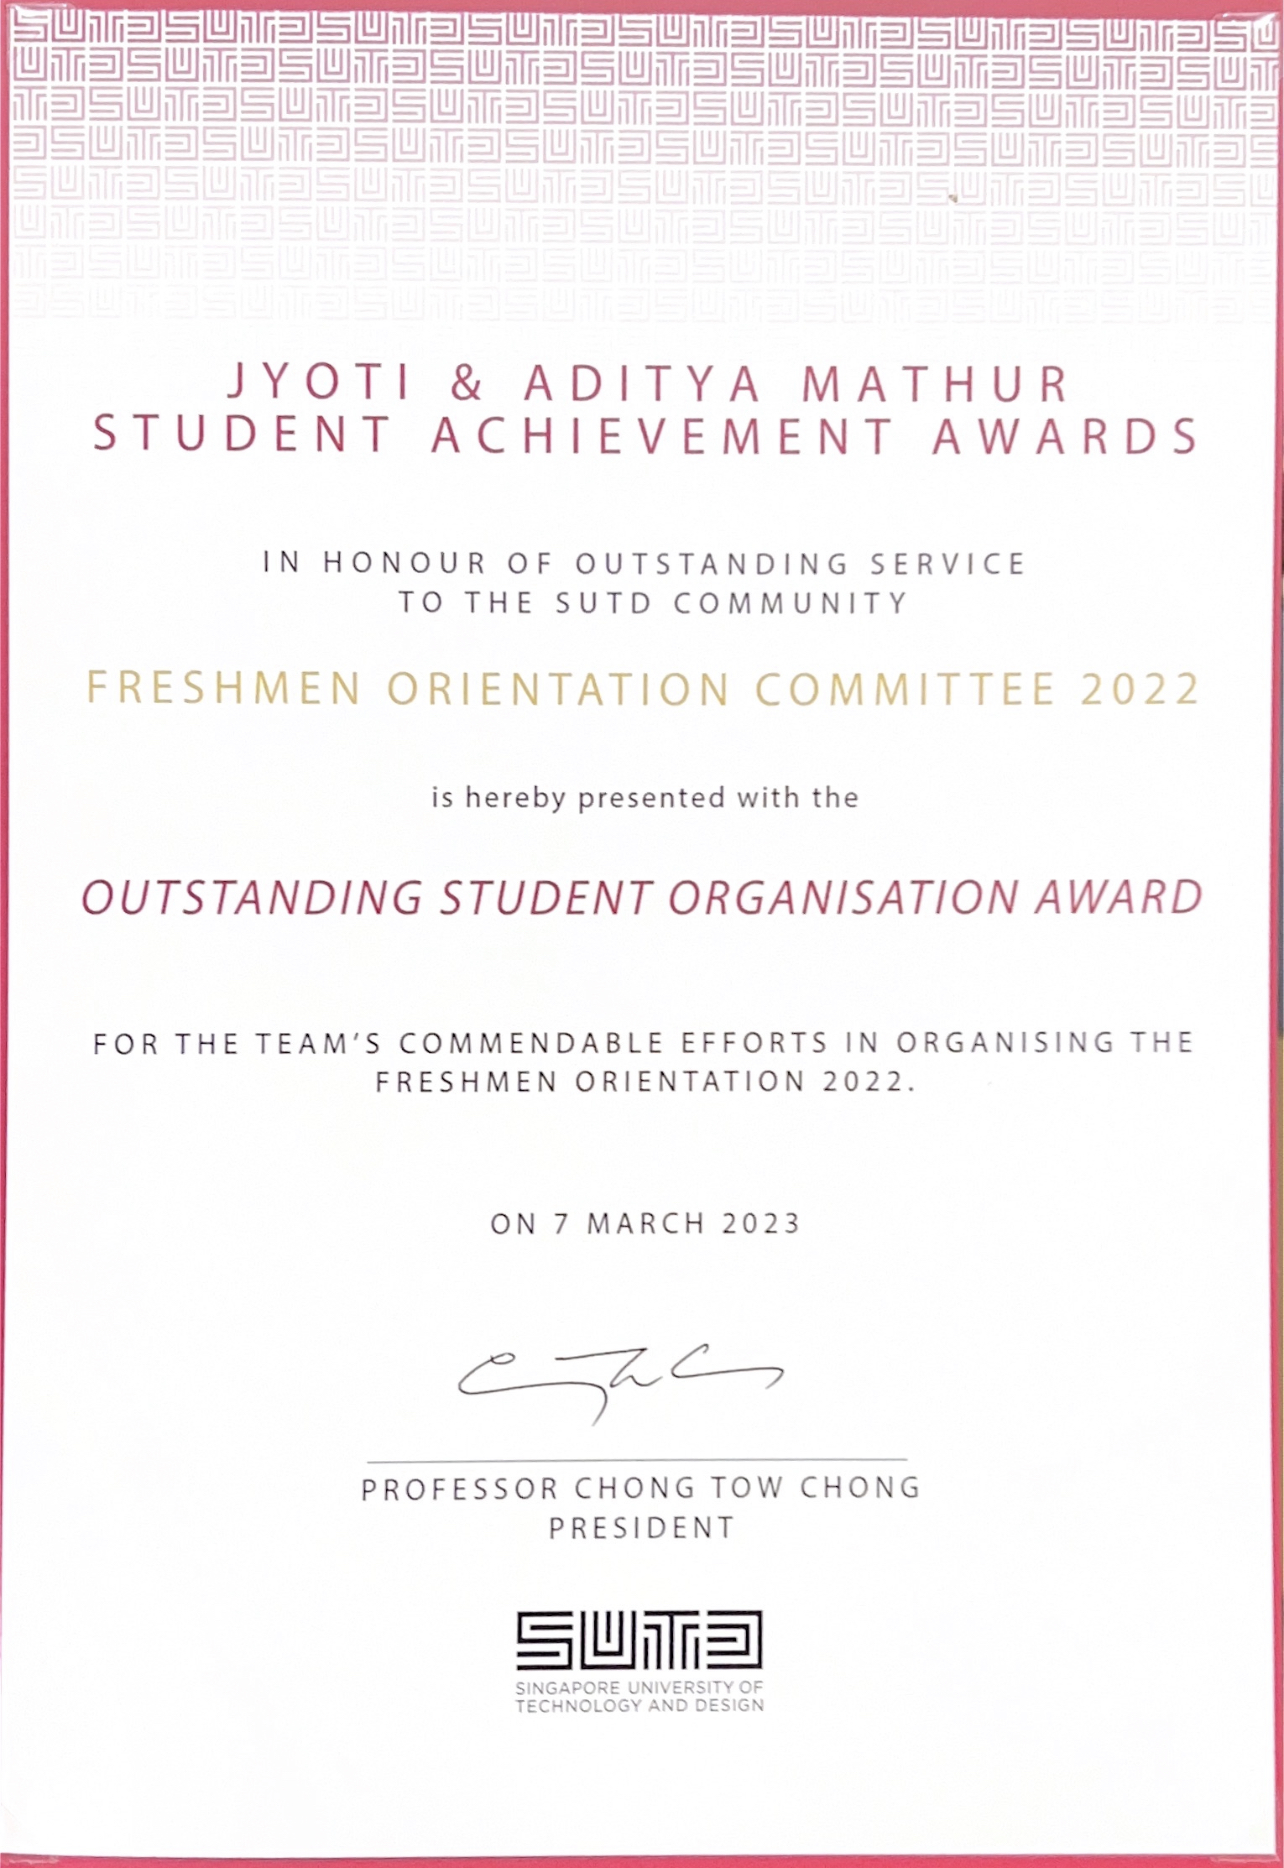 JYOTI & ADITYA MATHUR
STUDENT ACHIEVEMENT AWARDS
IN HONOUR OF OUTSTANDING SERVICE
TO THE SUTD COMMUNITY
FRESHMEN ORIENTATION COMMITTEE 2022
is hereby presented with the
OUTSTANDING STUDENT ORGANISATION AWARD
FOR THE TEAM'S COMMENDABLE EFFORTS IN ORGANISING THE
FRESHMEN ORIENTATION 2022.
ON 7 MARCH 2023
PROFESSOR CHONG TOW CHONG
PRESIDENT
SUTD
SINGAPORE UNIVERSITY OF
TECHNOLOGY AND DESIGN